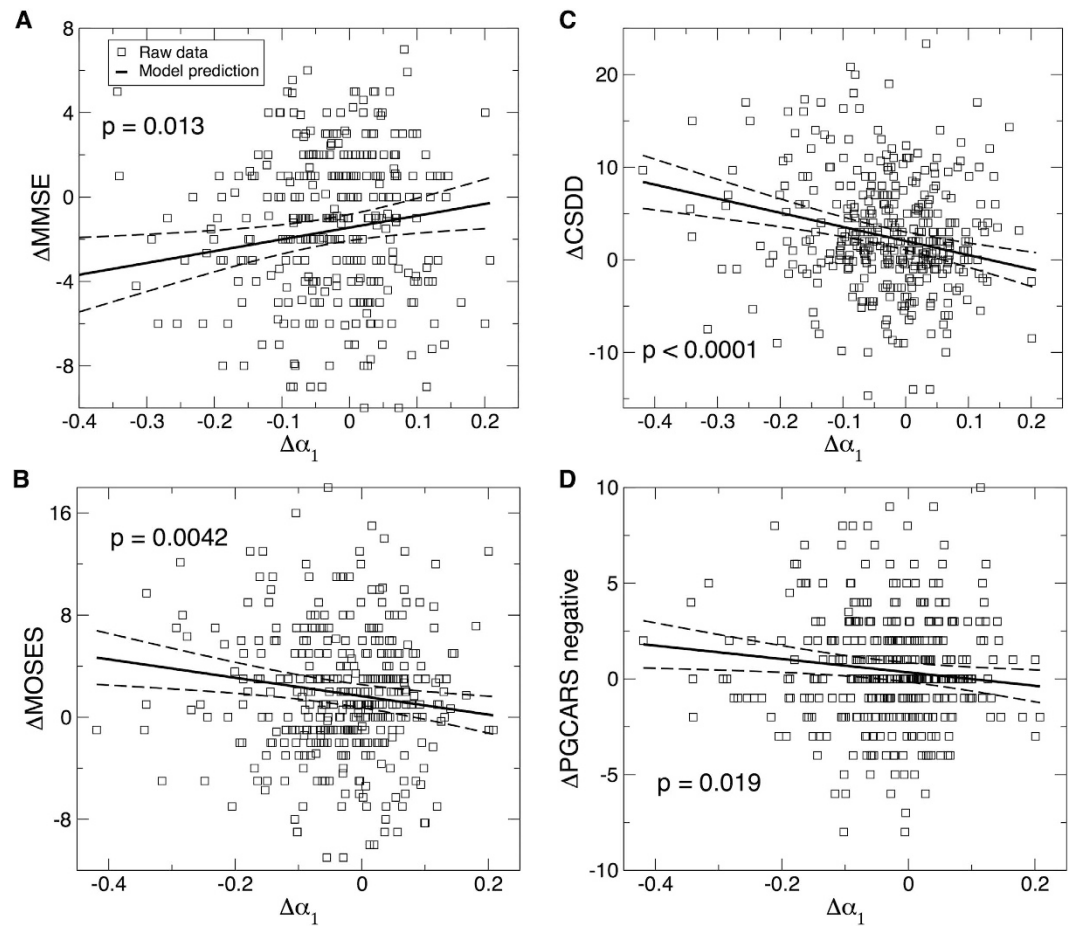 A
8
4
0
-4
-8
ΔMMSE
Raw data
Model prediction
p = 0.013
-0.4 -0.3 -0.2 -0.1 0 0.1 0.2
Δα1
B
16
8
0
-8
ΔMOSES
p = 0.0042
-0.4 -0.2 0 0.2
Δα1
C
20
10
0
-10
ΔCSDD
p < 0.0001
-0.4 -0.3 -0.2 -0.1 0 0.1 0.2
Δα1
D
10
5
0
-5
-10
ΔPGCARS negative
p = 0.019
-0.4 -0.2 0 0.2
Δα1